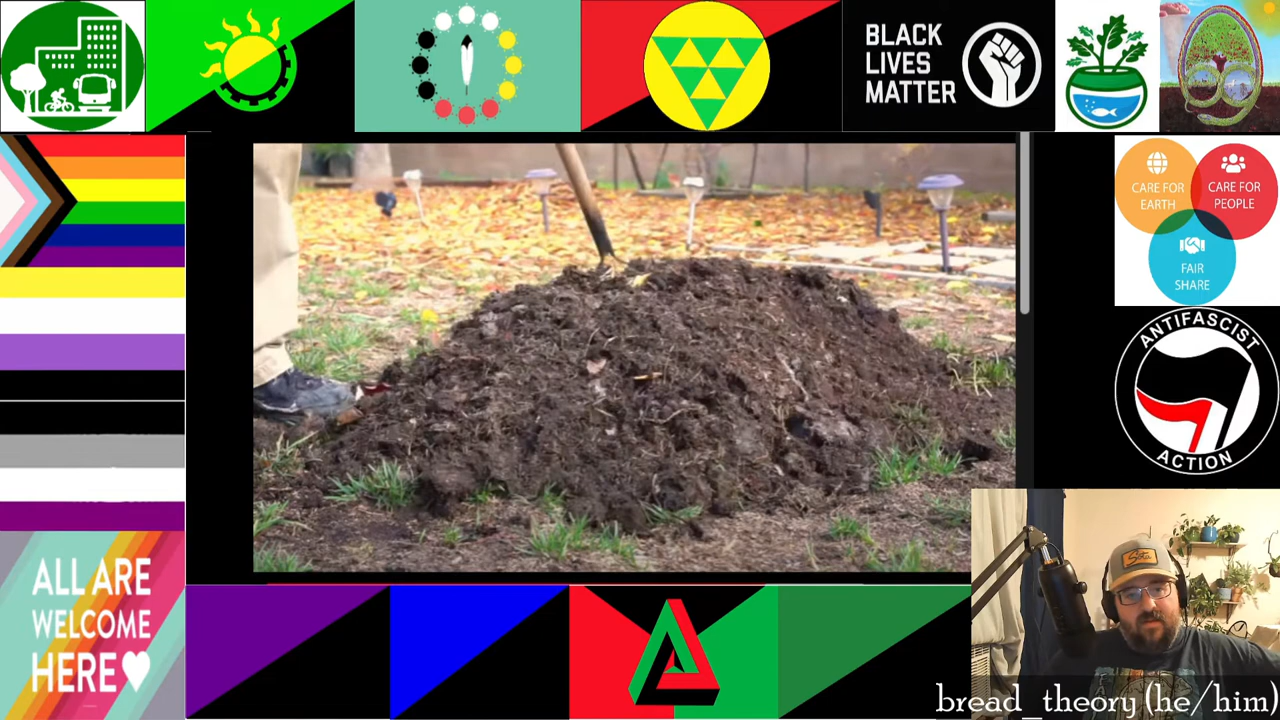 BLACK
LIVES
MATTER
CARE FOR
EARTH
CARE FOR
PEOPLE
FAIR
SHARE
ANTIFASCIST
ACTION
ALL ARE
WELCOME
HERE
bread_theory (he/him)